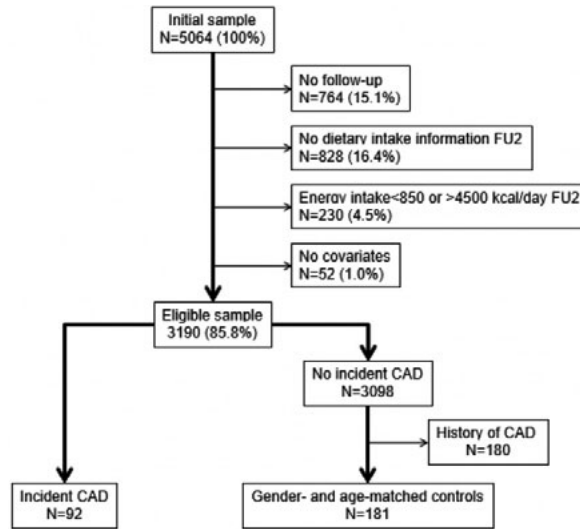 Initial sample
N=5064 (100%)
No follow-up
N=764 (15.1%)
No dietary intake information FU2
N=828 (16.4%)
Energy intake<850 or >4500 kcal/day FU2
N=230 (4.5%)
No covariates
N=52 (1.0%)
Eligible sample
3190 (85.8%)
No incident CAD
N=3098
History of CAD
N=180
Incident CAD
N=92
Gender- and age-matched controls
N=181